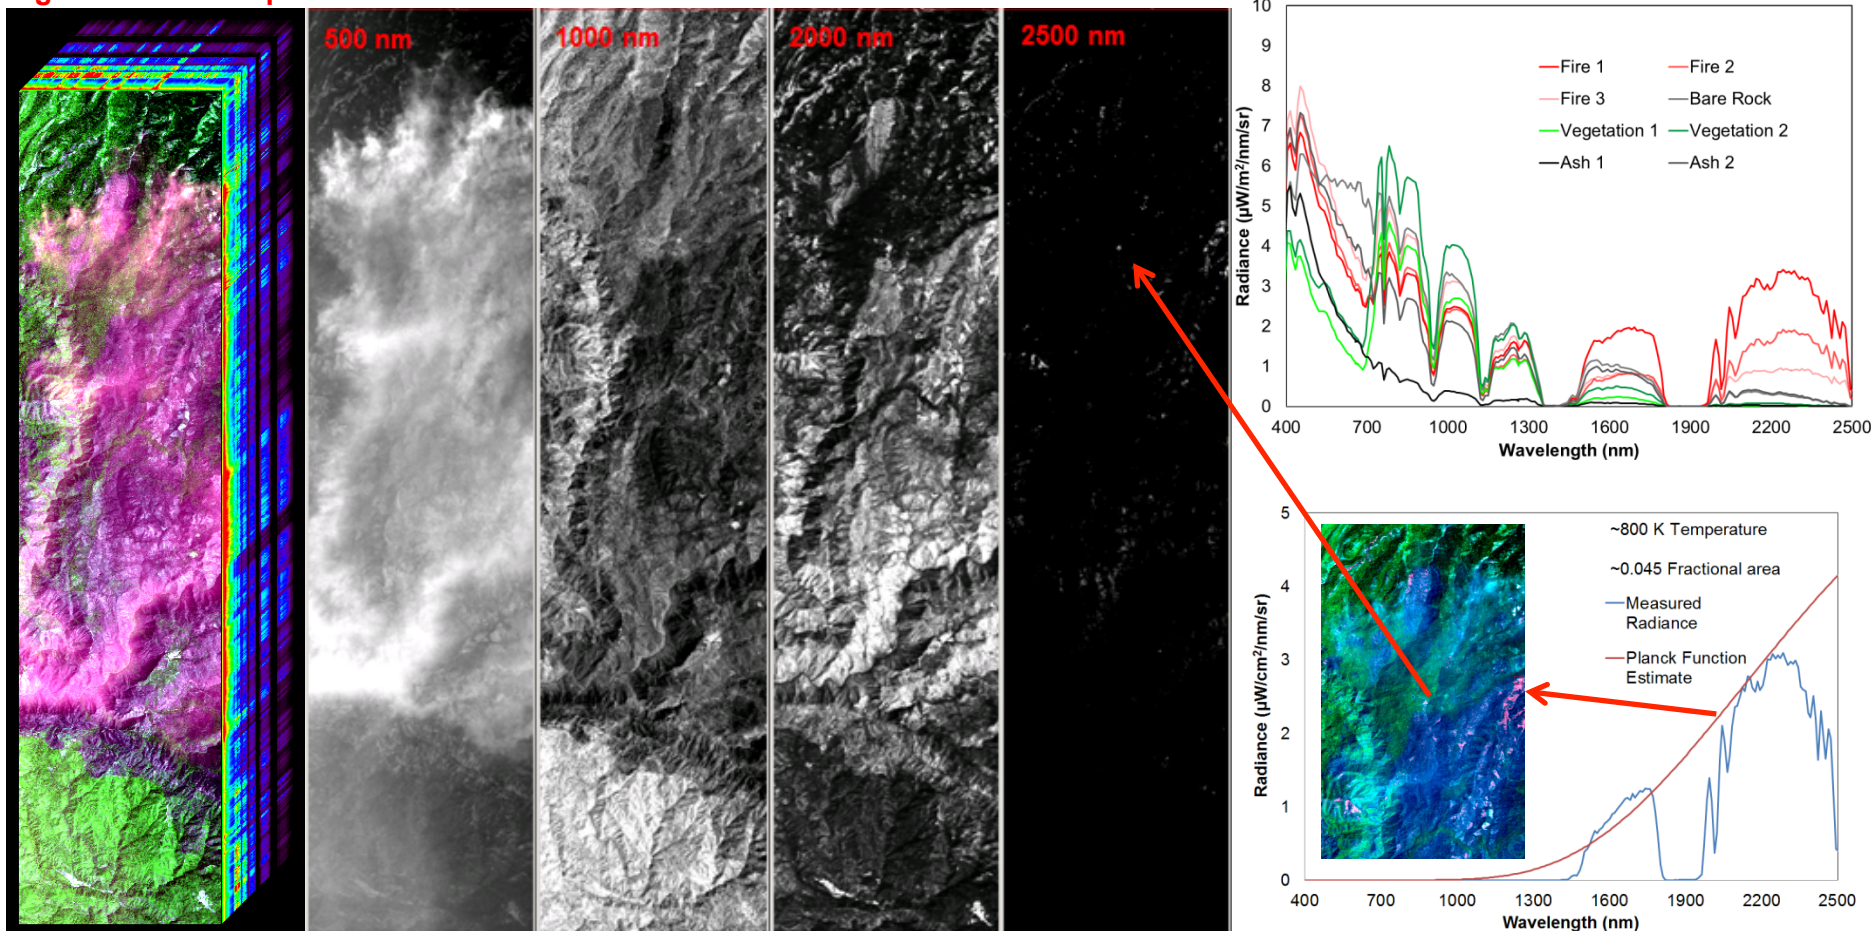 500 nm
1000 nm
2000 nm
2500 nm
10
9
8
7
6
5
4
3
2
1
0
Radiance (µW/m²/nm/sr)
Fire 1
Fire 2
Fire 3
Bare Rock
Vegetation 1
Vegetation 2
Ash 1
Ash 2
400 700 1000 1300 1600 1900 2200 2500
Wavelength (nm)
5
4
3
2
1
0
Radiance (µW/cm²/nm/sr)
~800 K Temperature
~0.045 Fractional area
Measured
Radiance
Planck Function
Estimate
400 700 1000 1300 1600 1900 2200 2500
Wavelength (nm)